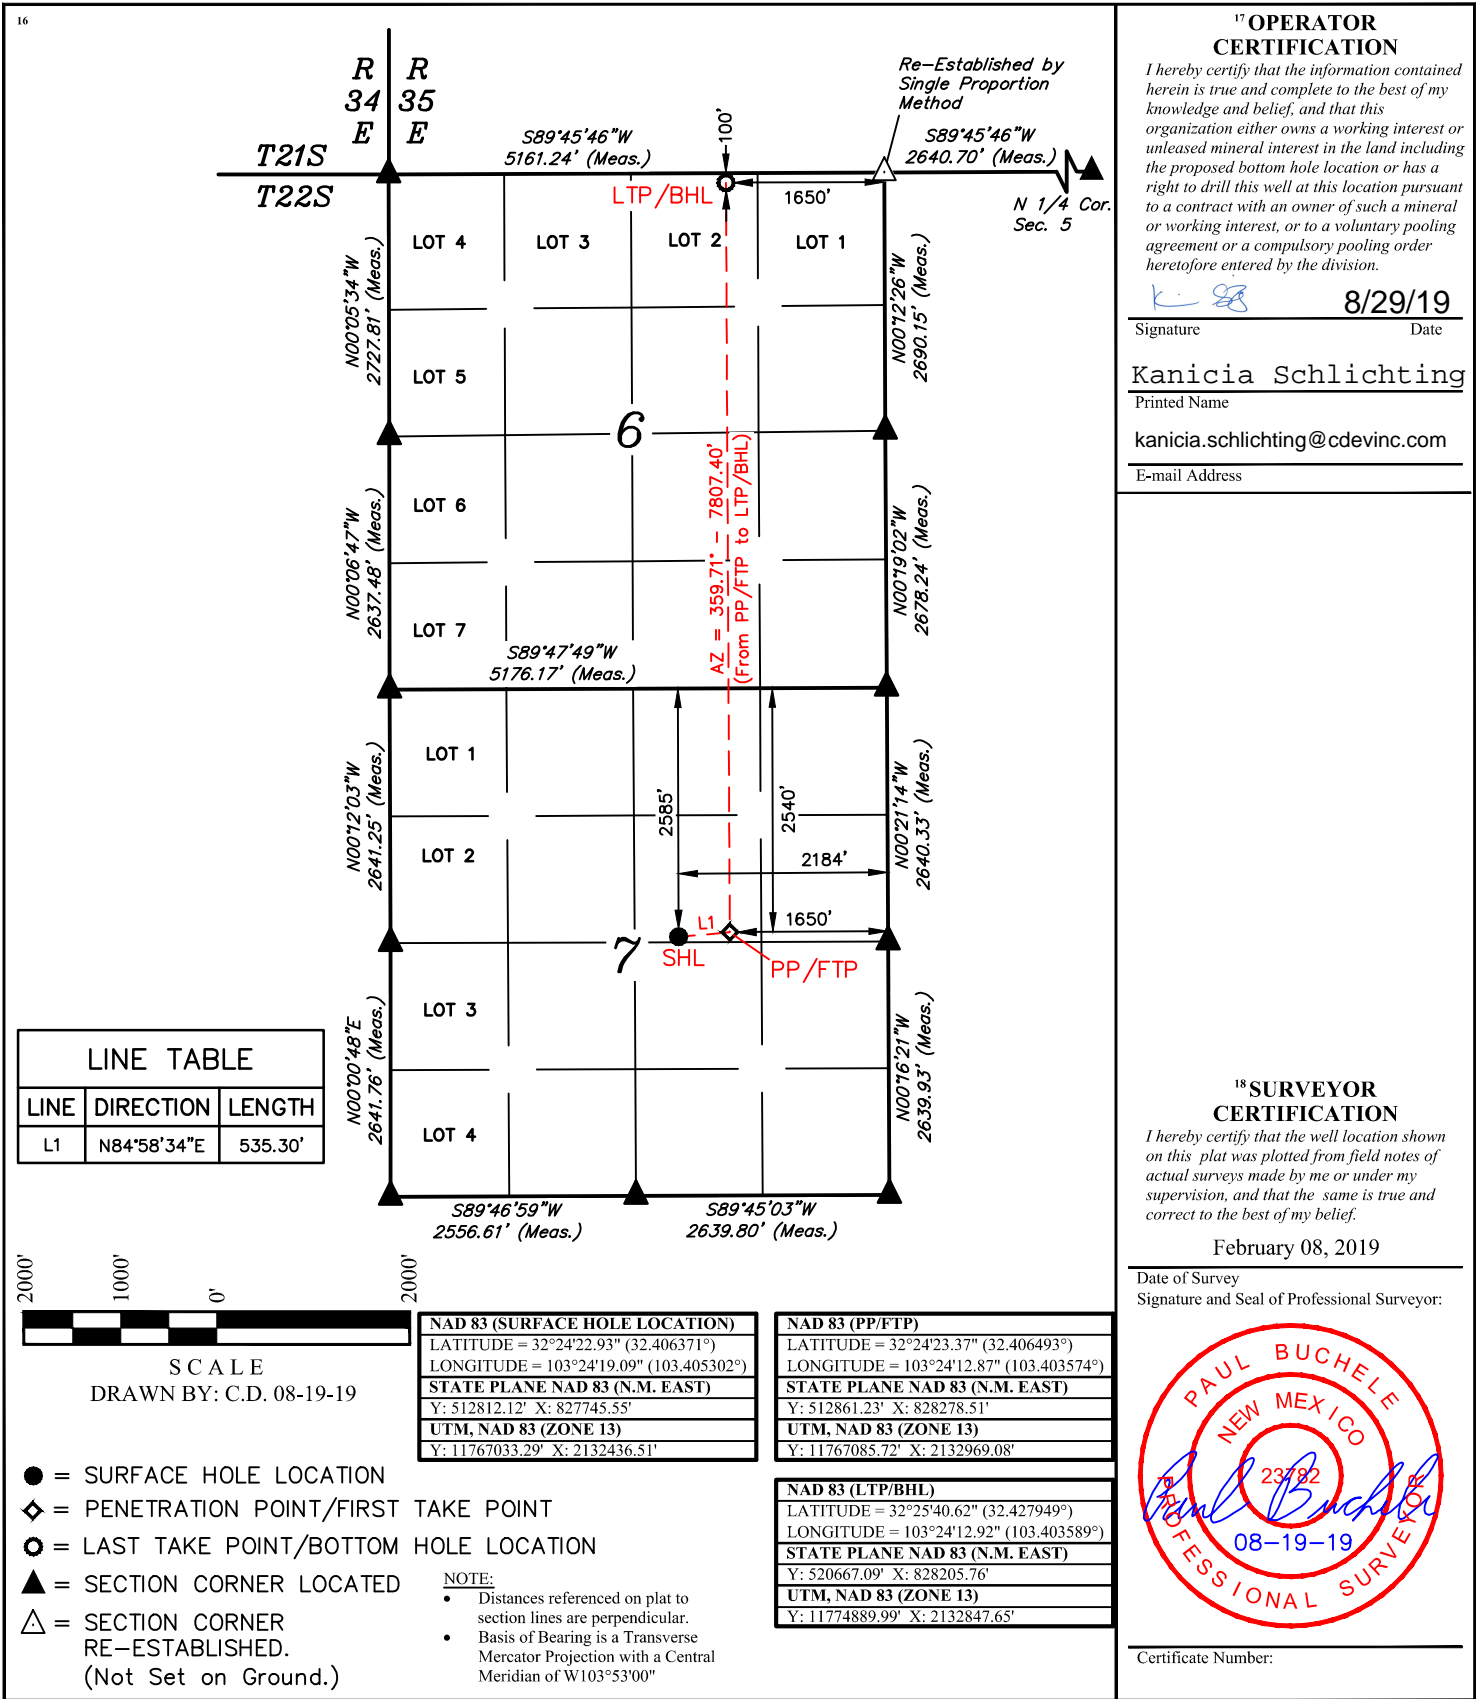 16
R R
34 35
E E
T21S
T22S
S89°45'46"W
5161.24' (Meas.)
100'
Re-Established by
Single Proportion
Method
S89°45'46"W
2640.70' (Meas.)
N 1/4 Cor.
Sec. 5
LTP/BHL
1650'
LOT 4
LOT 3
LOT 2
LOT 1
N00°05'34"W
2727.81' (Meas.)
N00°12'26"W
2690.15' (Meas.)
LOT 5
6
LOT 6
N00°06'47"W
2637.48' (Meas.)
AZ = 359.71° - 7807.40'
(From PP/FTP to LTP/BHL)
N00°19'02"W
2678.24' (Meas.)
LOT 7
S89°47'49"W
5176.17' (Meas.)
LOT 1
N00°12'03"W
2641.25' (Meas.)
2585'
2540'
N00°21'14"W
2640.33' (Meas.)
LOT 2
2184'
L1
1650'
7
SHL
PP/FTP
LOT 3
N00°00'48"E
2641.76' (Meas.)
N00°16'21"W
2639.93' (Meas.)
LOT 4
S89°46'59"W
2556.61' (Meas.)
S89°45'03"W
2639.80' (Meas.)
LINE TABLE
LINE DIRECTION LENGTH
L1 N84°58'34"E 535.30'
2000' 1000' 0' 2000'
SCALE
DRAWN BY: C.D. 08-19-19
NAD 83 (SURFACE HOLE LOCATION)
LATITUDE = 32°24'22.93" (32.406371°)
LONGITUDE = 103°24'19.09" (103.405302°)
STATE PLANE NAD 83 (N.M. EAST)
Y: 512812.12' X: 827745.55'
UTM, NAD 83 (ZONE 13)
Y: 11767033.29' X: 2132436.51'
NAD 83 (PP/FTP)
LATITUDE = 32°24'23.37" (32.406493°)
LONGITUDE = 103°24'12.87" (103.403574°)
STATE PLANE NAD 83 (N.M. EAST)
Y: 512861.23' X: 828278.51'
UTM, NAD 83 (ZONE 13)
Y: 11767085.72' X: 2132969.08'
NAD 83 (LTP/BHL)
LATITUDE = 32°25'40.62" (32.427949°)
LONGITUDE = 103°24'12.92" (103.403589°)
STATE PLANE NAD 83 (N.M. EAST)
Y: 520667.09' X: 828205.76'
UTM, NAD 83 (ZONE 13)
Y: 11774889.99' X: 2132847.65'
= SURFACE HOLE LOCATION
= PENETRATION POINT/FIRST TAKE POINT
= LAST TAKE POINT/BOTTOM HOLE LOCATION
= SECTION CORNER LOCATED
= SECTION CORNER
RE-ESTABLISHED.
(Not Set on Ground.)
NOTE:
• Distances referenced on plat to
section lines are perpendicular.
• Basis of Bearing is a Transverse
Mercator Projection with a Central
Meridian of W103°53'00"
17 OPERATOR
CERTIFICATION
I hereby certify that the information contained
herein is true and complete to the best of my
knowledge and belief, and that this
organization either owns a working interest or
unleased mineral interest in the land including
the proposed bottom hole location or has a
right to drill this well at this location pursuant
to a contract with an owner of such a mineral
or working interest, or to a voluntary pooling
agreement or a compulsory pooling order
heretofore entered by the division.
8/29/19
Signature Date
Kanicia Schlichting
Printed Name
kanicia.schlichting@cdevinc.com
E-mail Address
18 SURVEYOR
CERTIFICATION
I hereby certify that the well location shown
on this plat was plotted from field notes of
actual surveys made by me or under my
supervision, and that the same is true and
correct to the best of my belief.
February 08, 2019
Date of Survey
Signature and Seal of Professional Surveyor:
PAUL BUCHELE
NEW MEXICO
23782
Paul Buchele
08-19-19
PROFESSIONAL SURVEYOR
Certificate Number: